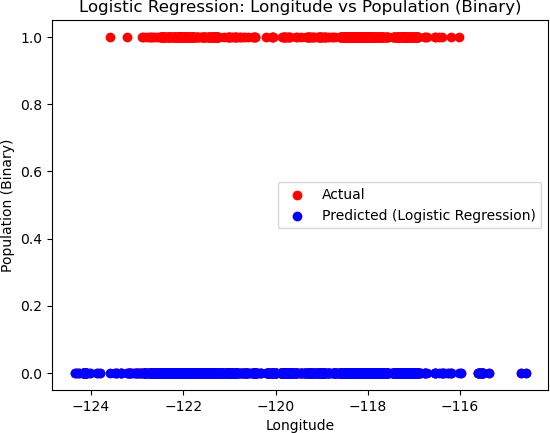 Logistic Regression: Longitude vs Population (Binary)
1.0
0.8
0.6
0.4
0.2
0.0
Population (Binary)
Actual
Predicted (Logistic Regression)
−124
−122
−120
−118
−116
Longitude